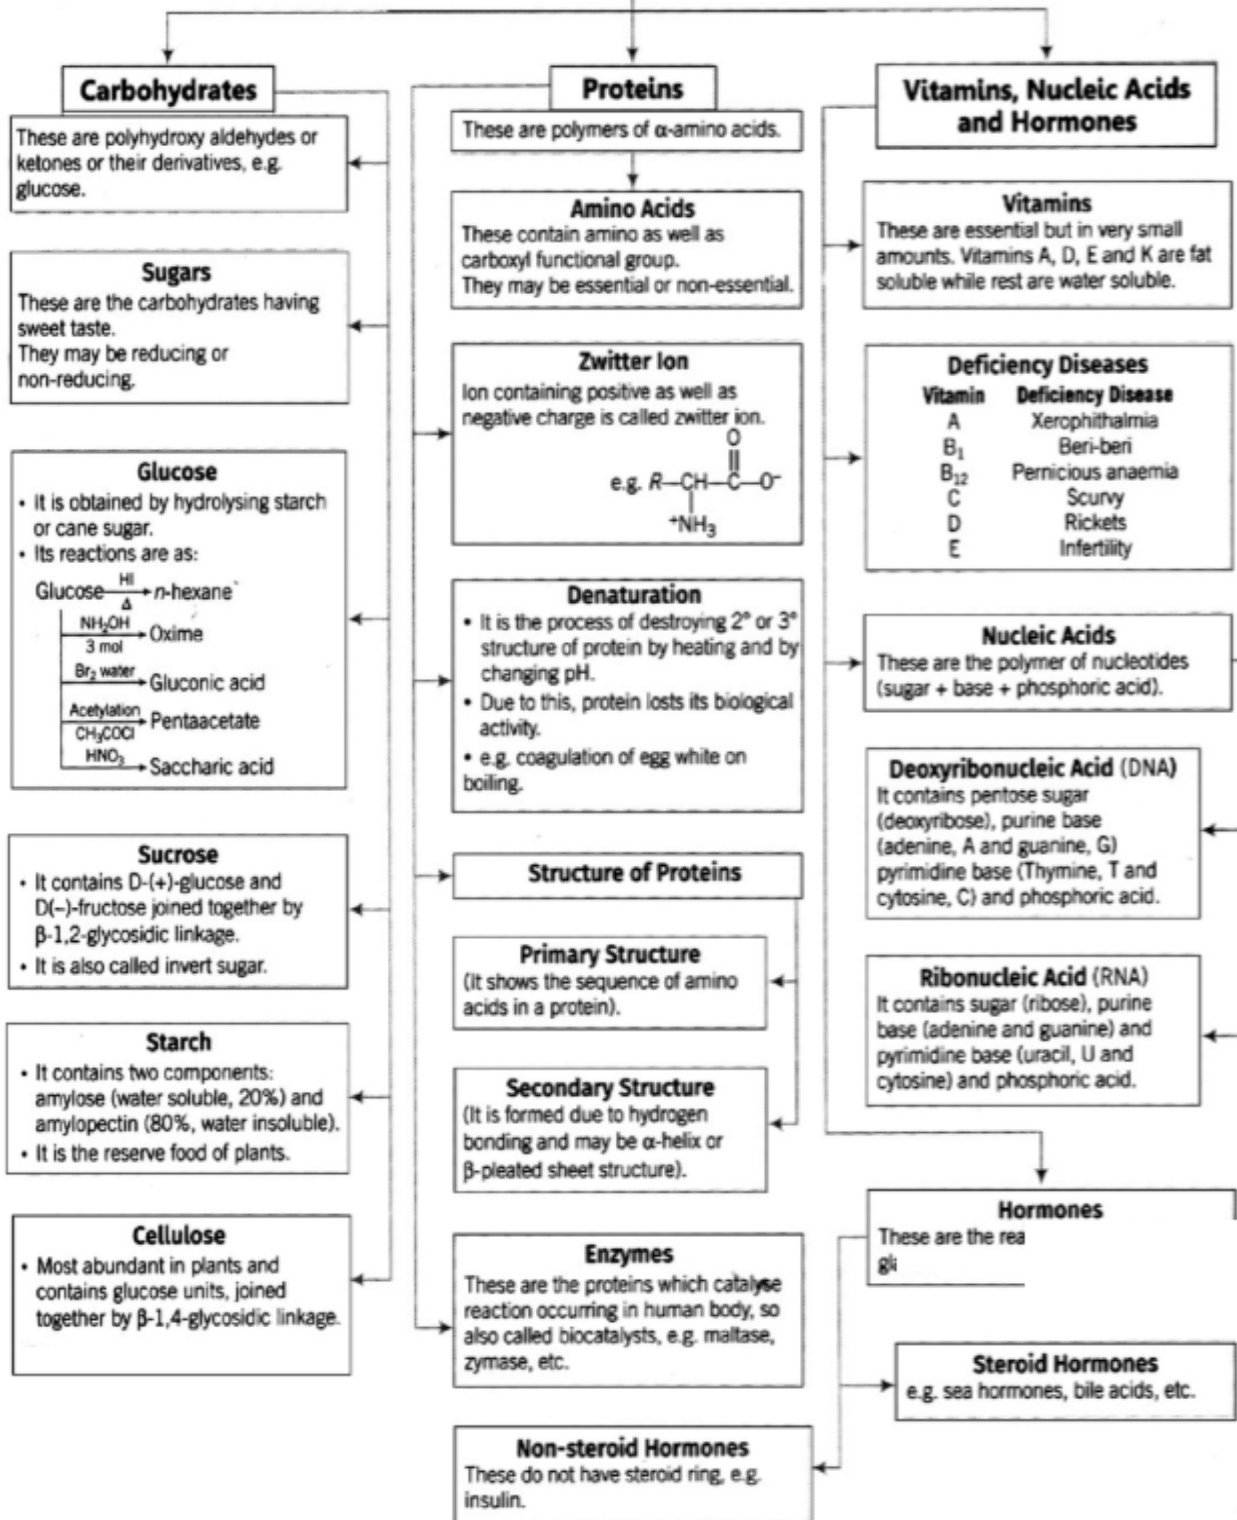 Carbohydrates
These are polyhydroxy aldehydes or
ketones or their derivatives, e.g.
glucose.
Sugars
These are the carbohydrates having
sweet taste.
They may be reducing or
non-reducing.
Glucose
• It is obtained by hydrolysing starch
or cane sugar.
• Its reactions are as:
Glucose HI Δ → n-hexane
NH₂OH 3 mol → Oxime
Br₂ water → Gluconic acid
Acetylation CH₃COCl → Pentaacetate
HNO₃ → Saccharic acid
Sucrose
• It contains D-(+)-glucose and
D(–)-fructose joined together by
β-1,2-glycosidic linkage.
• It is also called invert sugar.
Starch
• It contains two components:
amylose (water soluble, 20%) and
amylopectin (80%, water insoluble).
• It is the reserve food of plants.
Cellulose
• Most abundant in plants and
contains glucose units, joined
together by β-1,4-glycosidic linkage.
Proteins
These are polymers of α-amino acids.
Amino Acids
These contain amino as well as
carboxyl functional group.
They may be essential or non-essential.
Zwitter Ion
Ion containing positive as well as
negative charge is called zwitter ion.
O
e.g. R—CH—C—O⁻
⁺NH₃
Denaturation
• It is the process of destroying 2° or 3°
structure of protein by heating and by
changing pH.
• Due to this, protein losts its biological
activity.
• e.g. coagulation of egg white on
boiling.
Structure of Proteins
Primary Structure
(It shows the sequence of amino
acids in a protein).
Secondary Structure
(It is formed due to hydrogen
bonding and may be α-helix or
β-pleated sheet structure).
Enzymes
These are the proteins which catalyse
reaction occurring in human body, so
also called biocatalysts, e.g. maltase,
zymase, etc.
Non-steroid Hormones
These do not have steroid ring, e.g.
insulin.
Vitamins, Nucleic Acids
and Hormones
Vitamins
These are essential but in very small
amounts. Vitamins A, D, E and K are fat
soluble while rest are water soluble.
Deficiency Diseases
Vitamin Deficiency Disease
A Xerophithalmia
B₁ Beri-beri
B₁₂ Pernicious anaemia
C Scurvy
D Rickets
E Infertility
Nucleic Acids
These are the polymer of nucleotides
(sugar + base + phosphoric acid).
Deoxyribonucleic Acid (DNA)
It contains pentose sugar
(deoxyribose), purine base
(adenine, A and guanine, G)
pyrimidine base (Thymine, T and
cytosine, C) and phosphoric acid.
Ribonucleic Acid (RNA)
It contains sugar (ribose), purine
base (adenine and guanine) and
pyrimidine base (uracil, U and
cytosine) and phosphoric acid.
Hormones
These are the
Steroid Hormones
e.g. sea hormones, bile acids, etc.